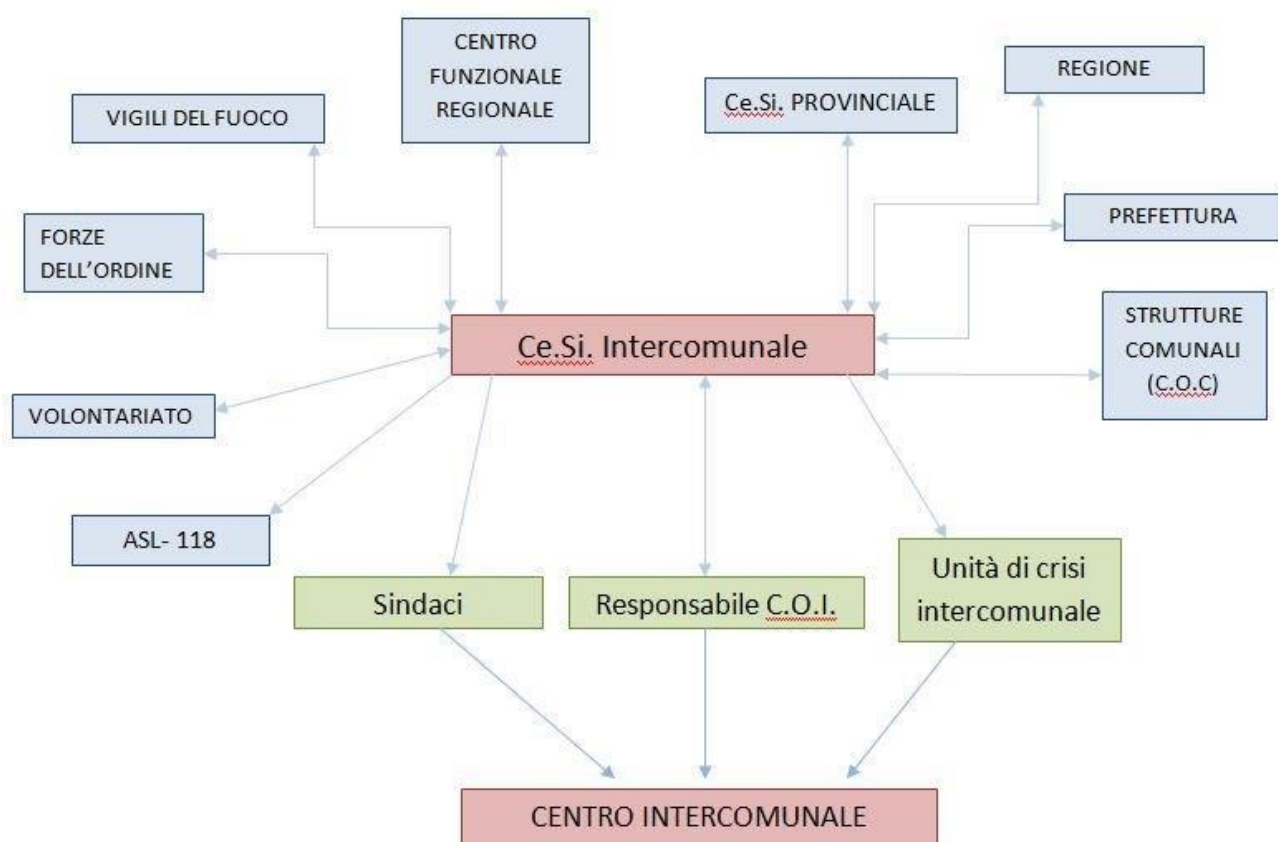 CENTRO
FUNZIONALE
REGIONALE
REGIONE
Ce.Si. PROVINCIALE
VIGILI DEL FUOCO
PREFETTURA
FORZE
DELL'ORDINE
STRUTTURE
COMUNALI
(C.O.C)
Ce.Si. Intercomunale
VOLONTARIATO
ASL- 118
Sindaci
Responsabile C.O.I.
Unità di crisi
intercomunale
CENTRO INTERCOMUNALE